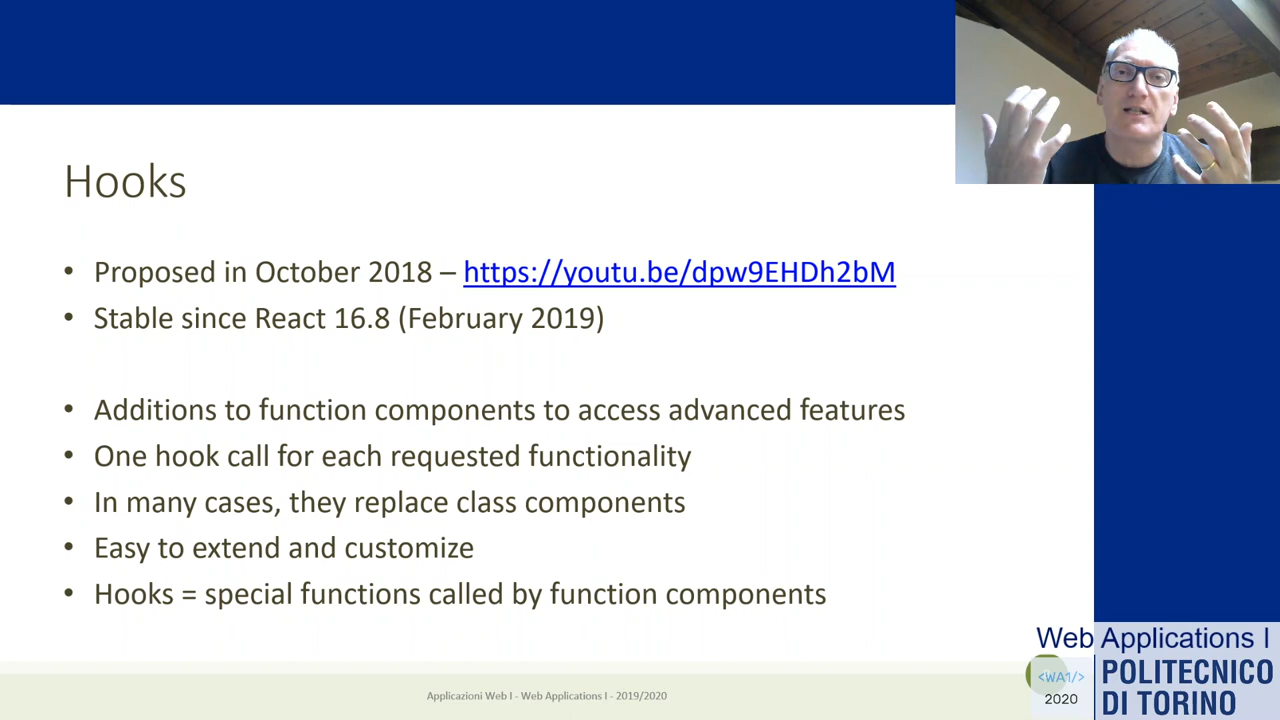 Hooks
• Proposed in October 2018 – https://youtu.be/dpw9EHDh2bM
• Stable since React 16.8 (February 2019)
• Additions to function components to access advanced features
• One hook call for each requested functionality
• In many cases, they replace class components
• Easy to extend and customize
• Hooks = special functions called by function components
Applicazioni Web I - Web Applications I - 2019/2020
Web Applications I
<WA1/>
2020
POLITECNICO
DI TORINO